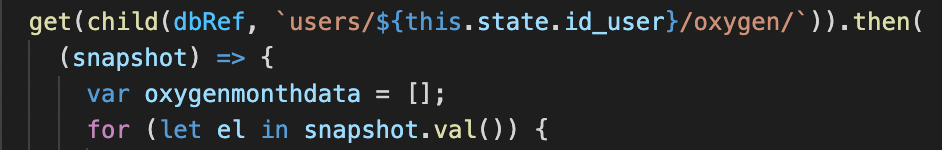 get(child(dbRef, `users/${this.state.id_user}/oxygen/`)).then(
(snapshot) => {
var oxygenmonthdata = [];
for (let el in snapshot.val()) {